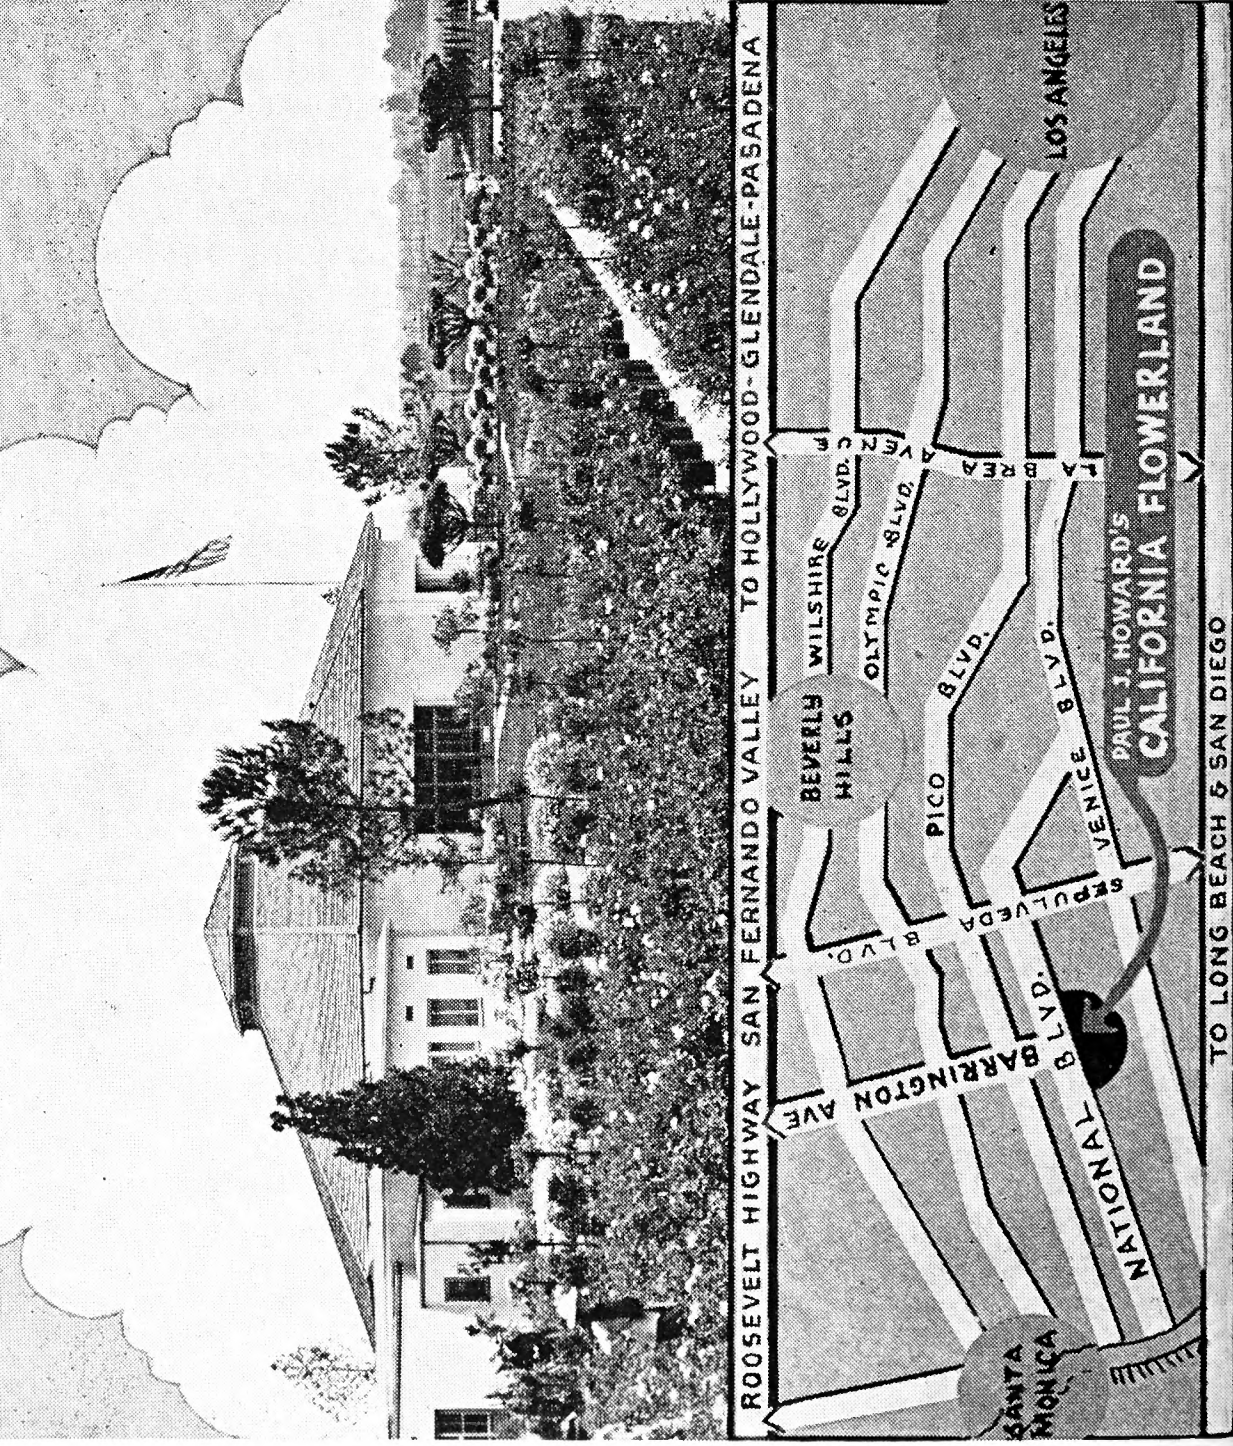 ROOSEVELT HIGHWAY SAN FERNANDO VALLEY TO HOLLYWOOD-GLENDALE-PASADENA
BEVERLY
HILLS
WILSHIRE BLVD.
OLYMPIC BLVD.
PICO BLVD.
VENICE BLVD.
NATIONAL BLVD.
BARRINGTON AVE
SEPULVEDA BLVD.
LA BREA AVENCE
SANTA
MONICA
LOS ANGELES
PAUL J. HOWARD'S
CALIFORNIA FLOWERLAND
TO LONG BEACH & SAN DIEGO